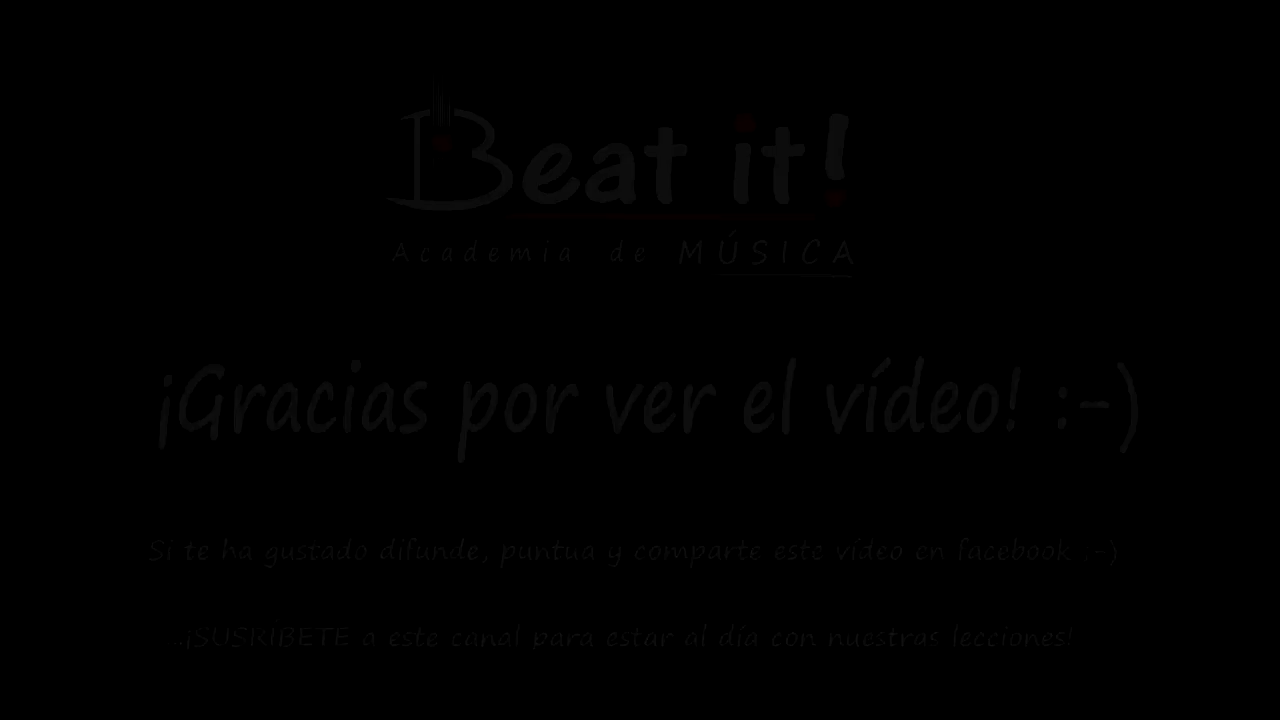 Beat it!
Academia de MÚSICA
¡Gracias por ver el vídeo! :-)
Si te ha gustado difunde, puntua y comparte este vídeo en facebook :-)
...¡SUSRÍBETE a este canal para estar al día con nuestras lecciones!